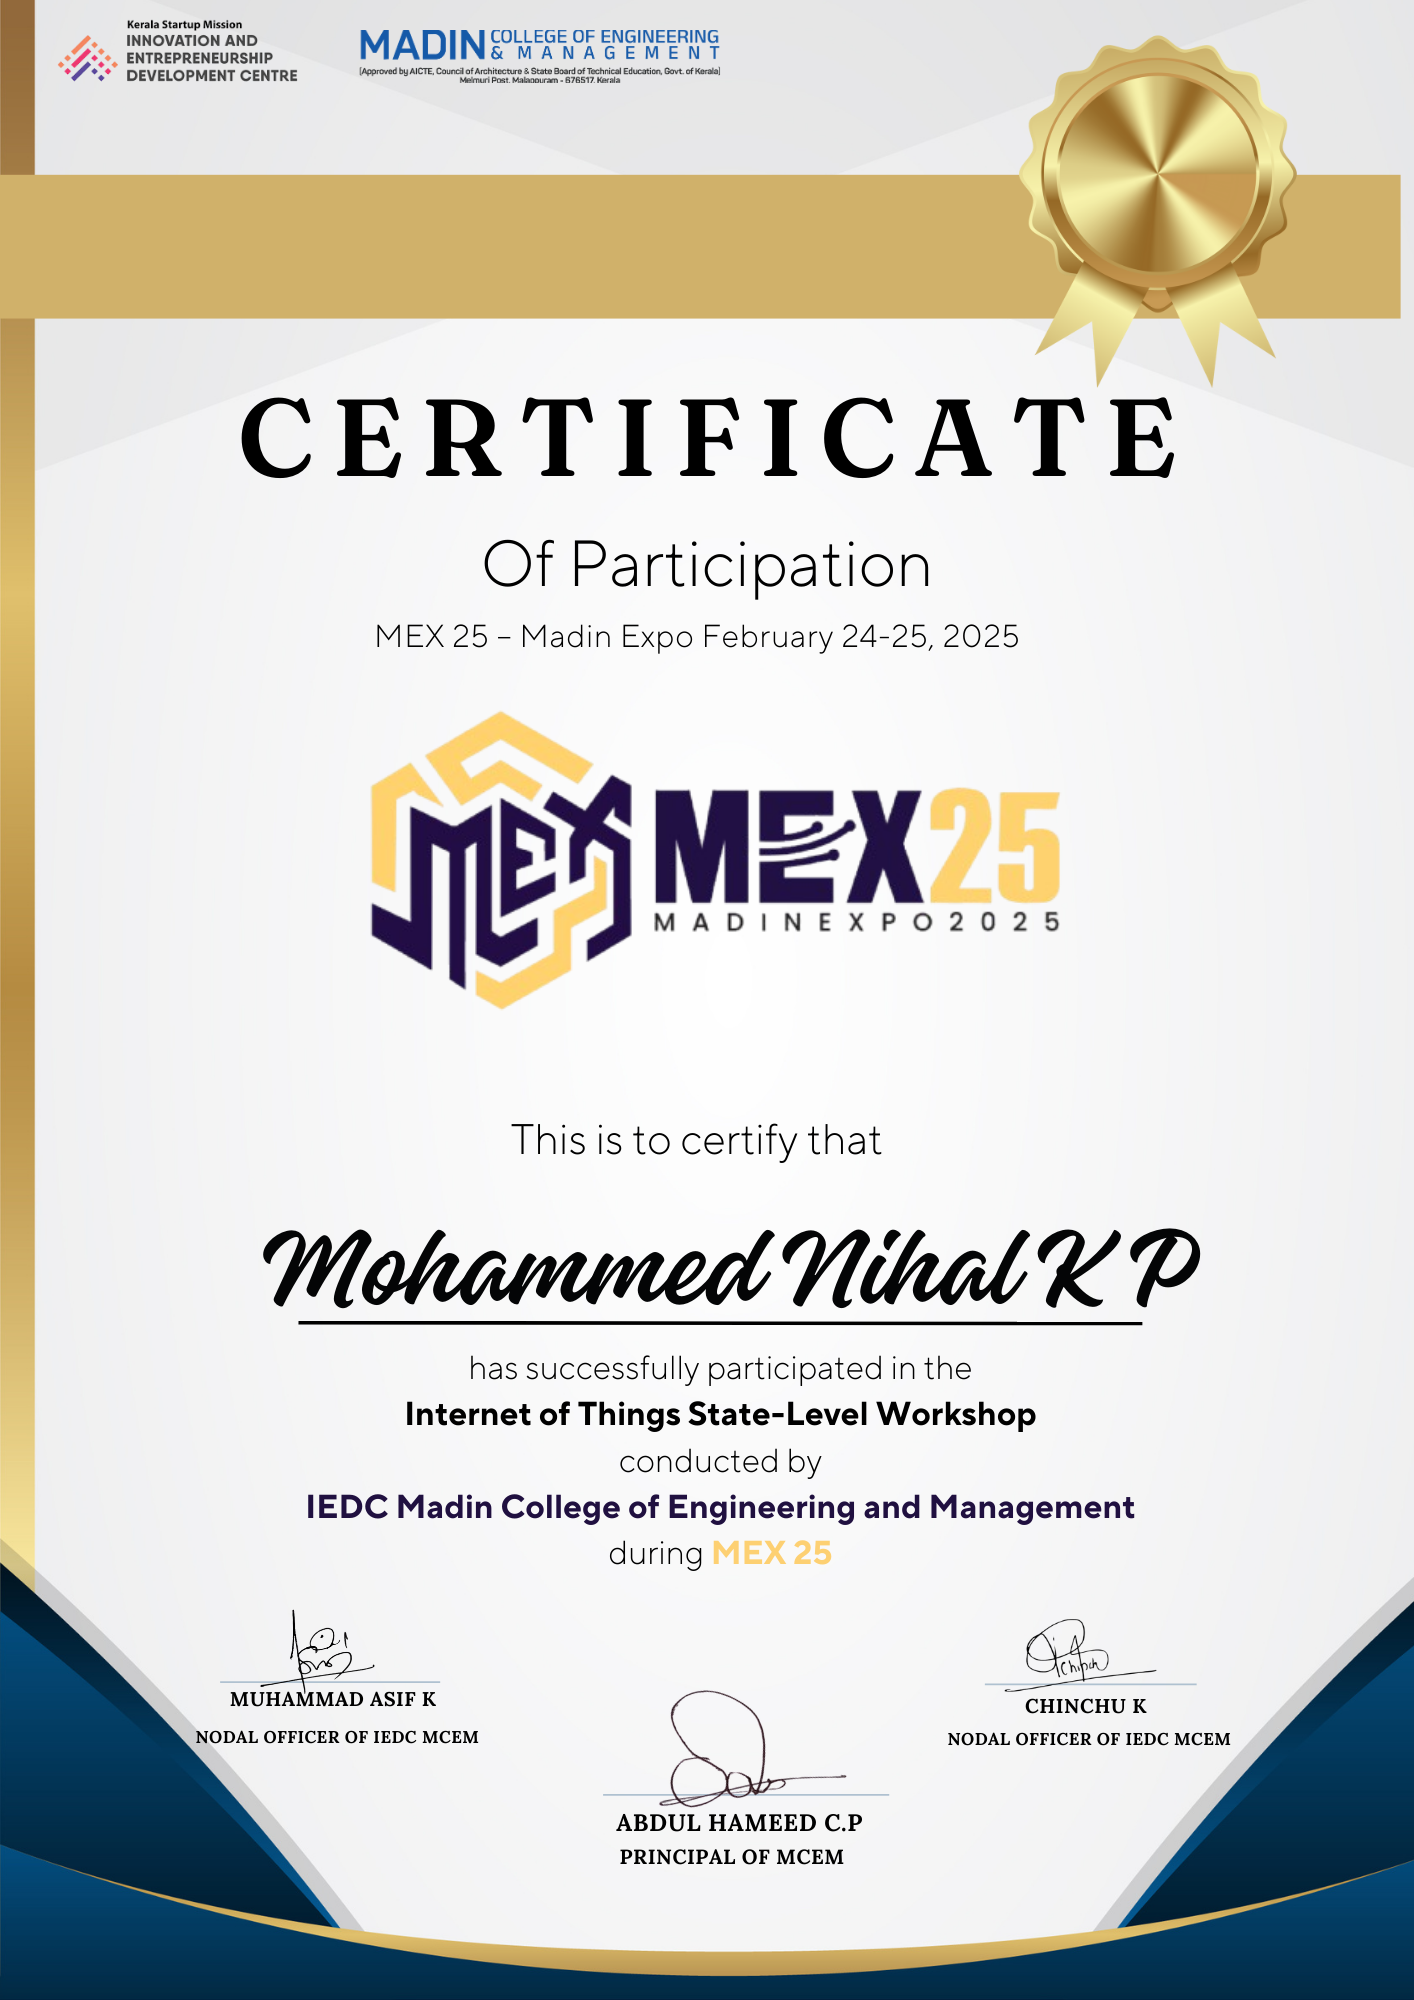 Kerala Startup Mission
INNOVATION AND
ENTREPRENEURSHIP
DEVELOPMENT CENTRE
MADIN COLLEGE OF ENGINEERING
& MANAGEMENT
(Approved by AICTE, Council of Architecture & State Board of Technical Education, Govt. of Kerala)
Melmuri Post, Malappuram - 676517, Kerala
CERTIFICATE
Of Participation
MEX 25 – Madin Expo February 24-25, 2025
MEX
MEX25
MADINEXPO2025
This is to certify that
Mohammed Nihal K P
has successfully participated in the
Internet of Things State-Level Workshop
conducted by
IEDC Madin College of Engineering and Management
during MEX 25
MUHAMMAD ASIF K
NODAL OFFICER OF IEDC MCEM
Chinchu
CHINCHU K
NODAL OFFICER OF IEDC MCEM
ABDUL HAMEED C.P
PRINCIPAL OF MCEM